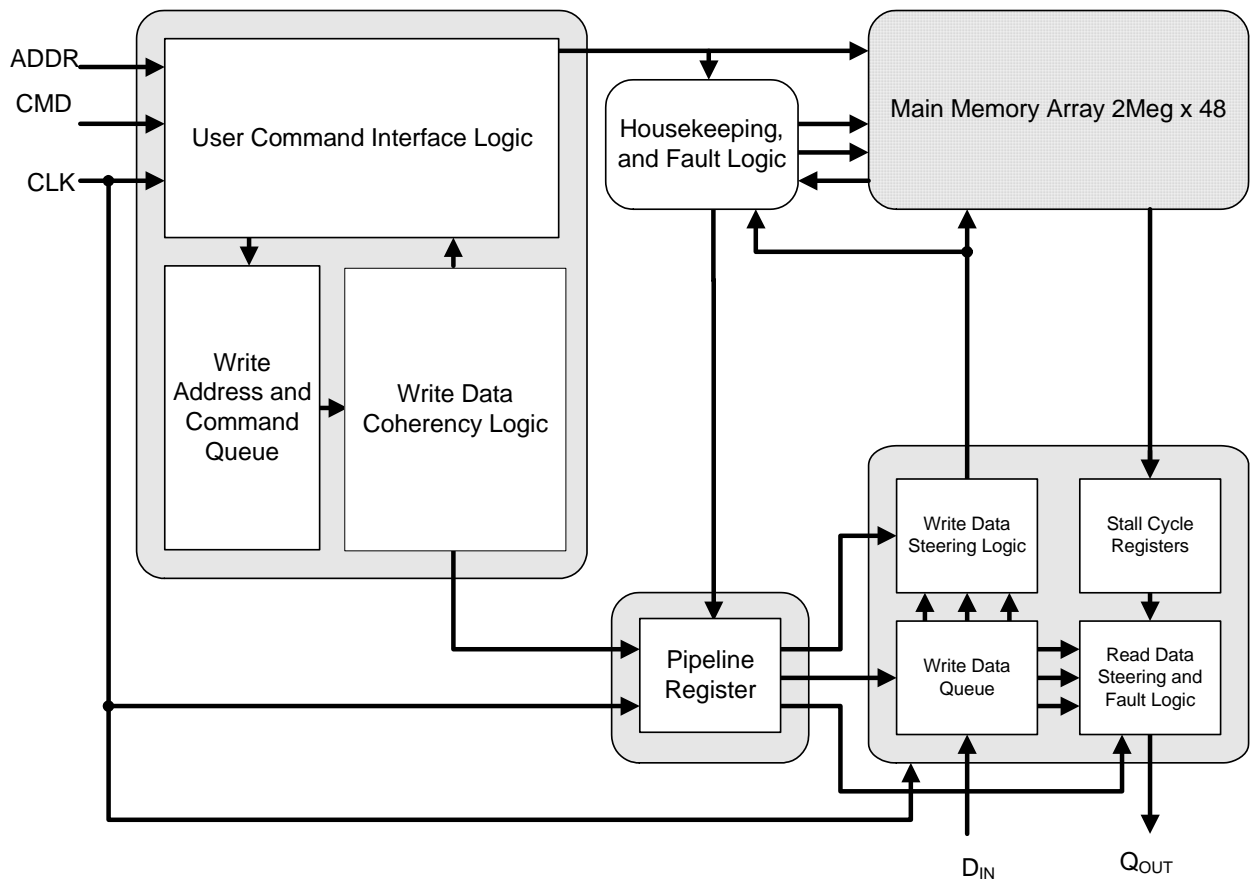 ADDR
CMD
CLK
User Command Interface Logic
Housekeeping,
and Fault Logic
Main Memory Array 2Meg x 48
Write
Address and
Command
Queue
Write Data
Coherency Logic
Write Data
Steering Logic
Stall Cycle
Registers
Pipeline
Register
Write Data
Queue
Read Data
Steering and
Fault Logic
DIN
QOUT